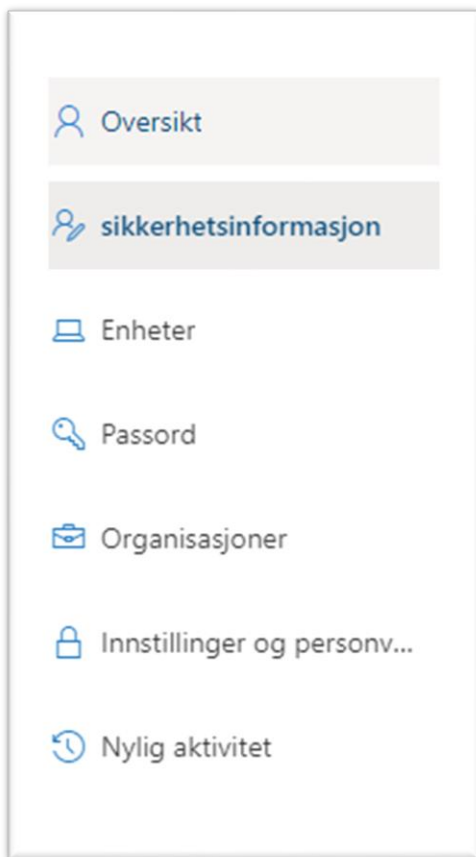 Oversikt
sikkerhetsinformasjon
Enheter
Passord
Organisasjoner
Innstillinger og personv...
Nylig aktivitet